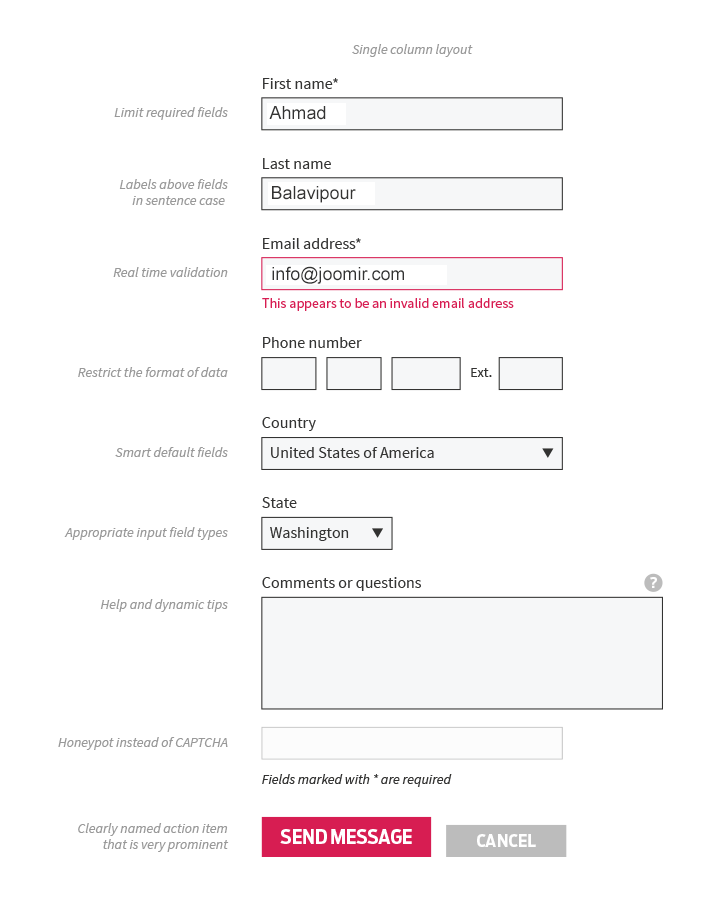 Single column layout
First name*
Limit required fields
Ahmad
Last name
Labels above fields
in sentence case
Balavipour
Email address*
Real time validation
info@joomir.com
This appears to be an invalid email address
Phone number
Restrict the format of data
Ext.
Country
Smart default fields
United States of America
State
Appropriate input field types
Washington
Comments or questions
?
Help and dynamic tips
Honeypot instead of CAPTCHA
Fields marked with * are required
Clearly named action item
that is very prominent
SEND MESSAGE
CANCEL